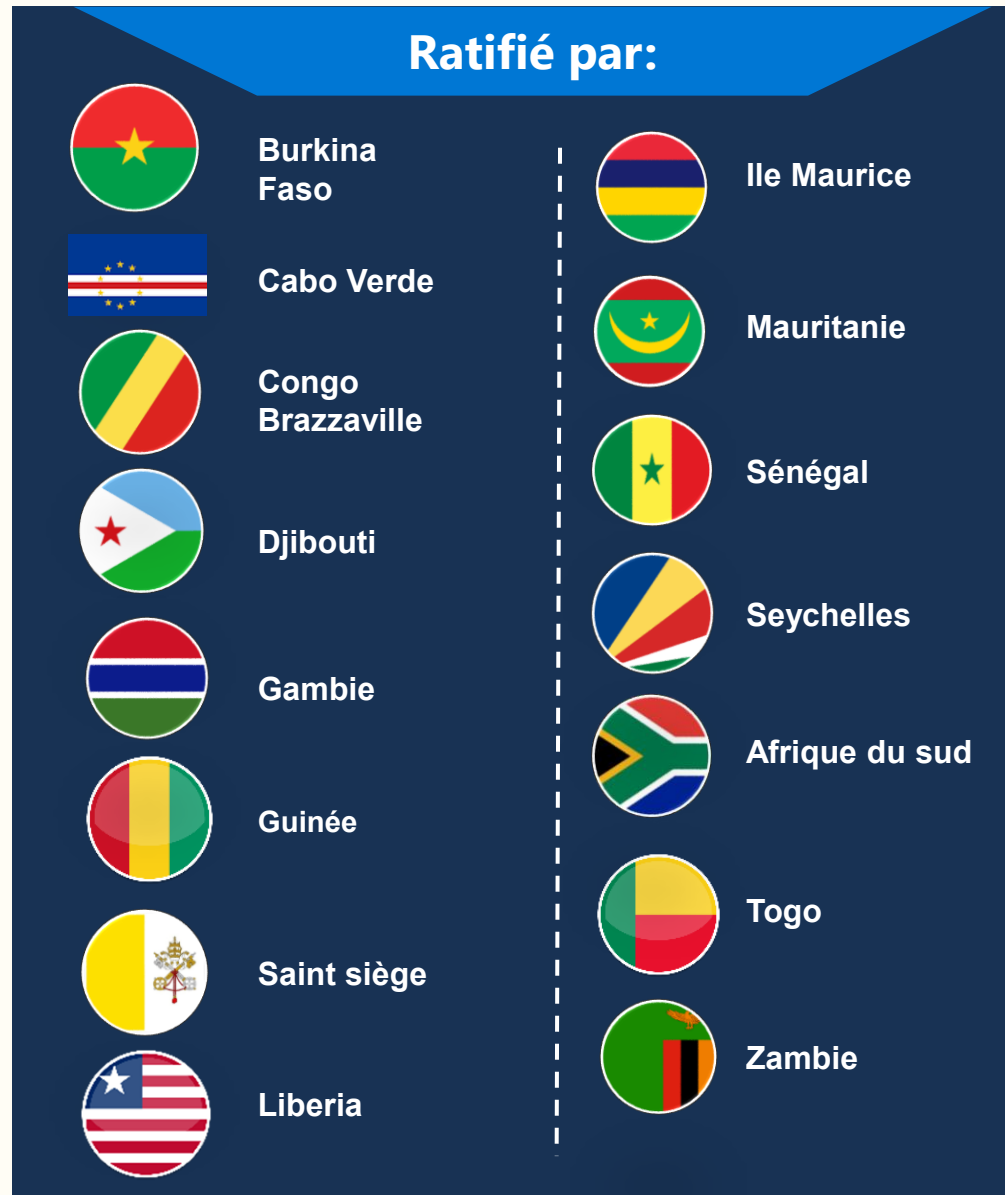 Ratifié par:
Burkina
Faso
Cabo Verde
Congo
Brazzaville
Djibouti
Gambie
Guinée
Saint siège
Liberia
Ile Maurice
Mauritanie
Sénégal
Seychelles
Afrique du sud
Togo
Zambie